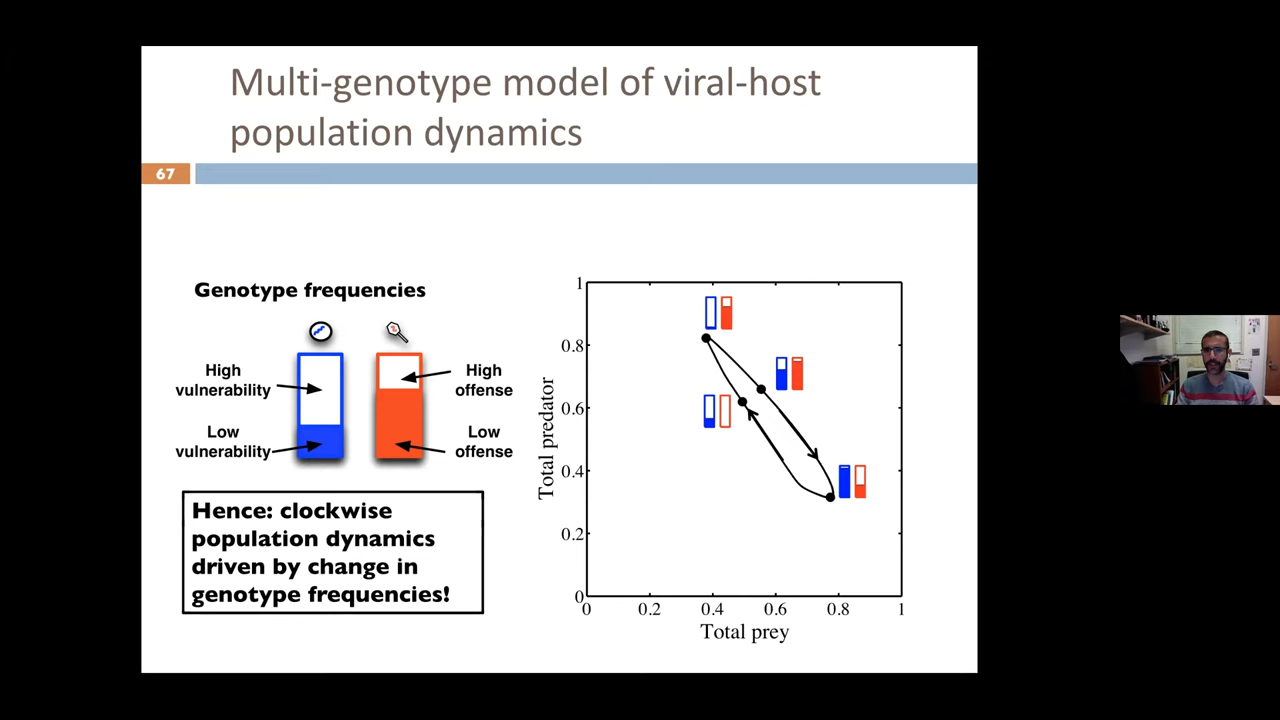 Multi-genotype model of viral-host
population dynamics
67
Genotype frequencies
High
vulnerability
High
offense
Low
vulnerability
Low
offense
Hence: clockwise
population dynamics
driven by change in
genotype frequencies!
Total predator
1
0.8
0.6
0.4
0.2
0
0 0.2 0.4 0.6 0.8 1
Total prey